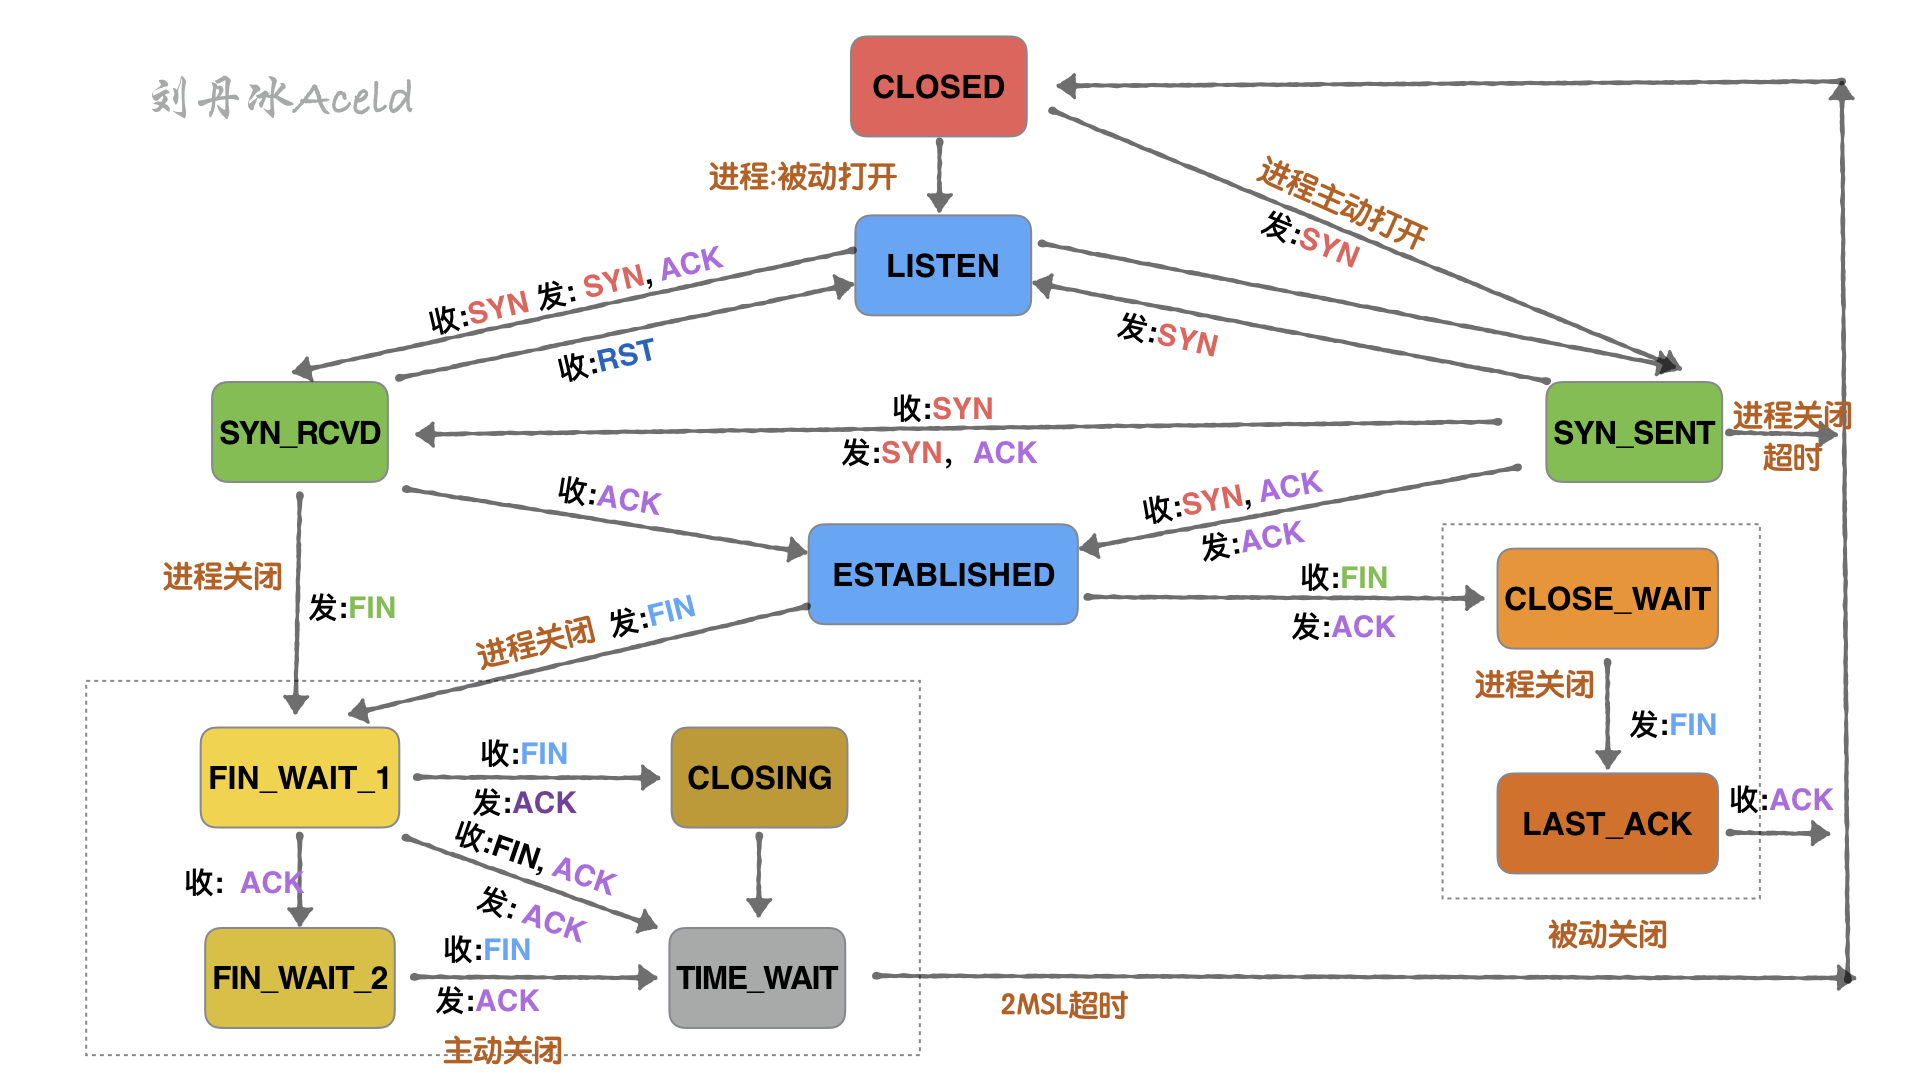 刘丹冰Aceld
CLOSED
进程:被动打开
进程主动打开
发:SYN
LISTEN
收:SYN 发: SYN, ACK
收:RST
发:SYN
SYN_RCVD
收:SYN
发:SYN, ACK
SYN_SENT
进程关闭
超时
收:ACK
收:SYN, ACK
发:ACK
ESTABLISHED
进程关闭
发:FIN
进程关闭 发:FIN
收:FIN
发:ACK
CLOSE_WAIT
进程关闭
发:FIN
LAST_ACK
收:ACK
被动关闭
FIN_WAIT_1
收:FIN
发:ACK
CLOSING
收: ACK
收:FIN, ACK
发: ACK
FIN_WAIT_2
收:FIN
发:ACK
TIME_WAIT
2MSL超时
主动关闭